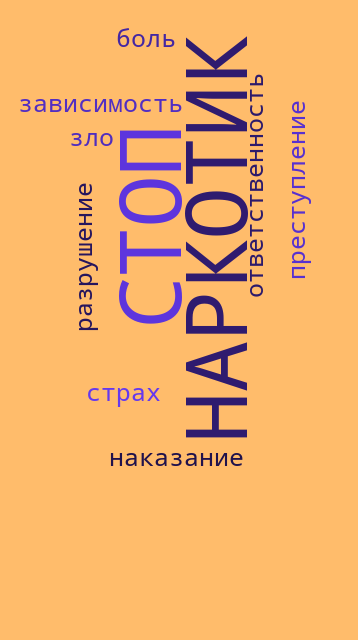 боль
зависимость
зло
СТОП
НАРКОТИК
ответственность
преступление
разрушение
страх
наказание